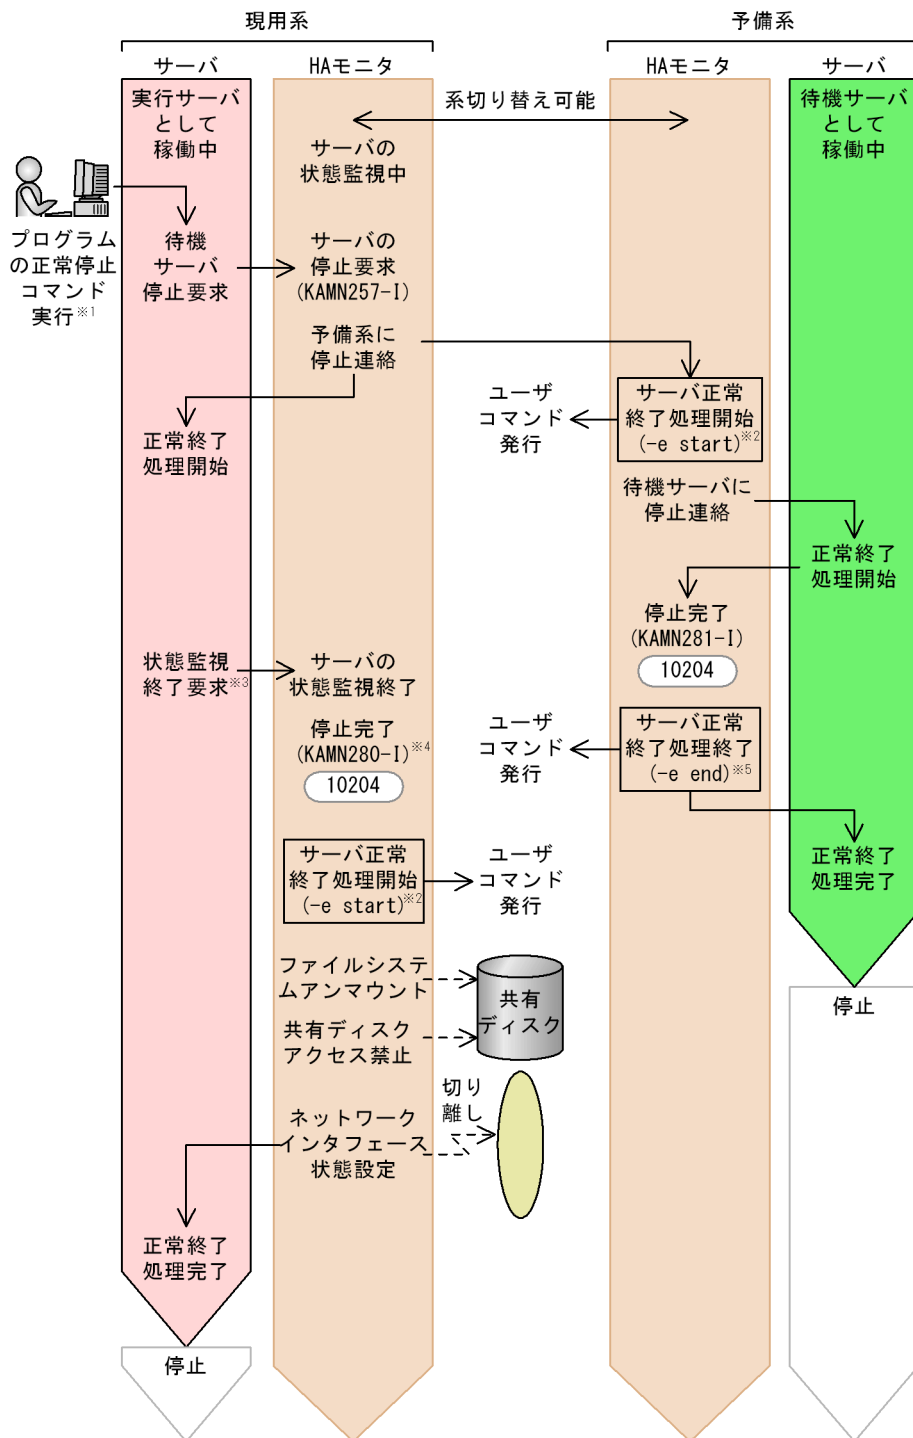 現用系
予備系
サーバ
HAモニタ
HAモニタ
サーバ
実行サーバ
として
稼働中
系切り替え可能
待機サーバ
として
稼働中
サーバの
状態監視中
プログラム
の正常停止
コマンド
実行※1
待機
サーバ
停止要求
サーバの
停止要求
(KAMN257-I)
予備系に
停止連絡
ユーザ
コマンド
発行
サーバ正常
終了処理開始
(-e start)※2
正常終了
処理開始
待機サーバに
停止連絡
正常終了
処理開始
停止完了
(KAMN281-I)
10204
状態監視
終了要求※3
サーバの
状態監視終了
停止完了
(KAMN280-I)※4
10204
ユーザ
コマンド
発行
サーバ正常
終了処理終了
(-e end)※5
正常終了
処理完了
サーバ正常
終了処理開始
(-e start)※2
ユーザ
コマンド
発行
ファイルシステ
ムアンマウント
共有
ディスク
共有ディスク
アクセス禁止
停止
切り
離し
ネットワーク
インタフェース
状態設定
正常終了
処理完了
停止